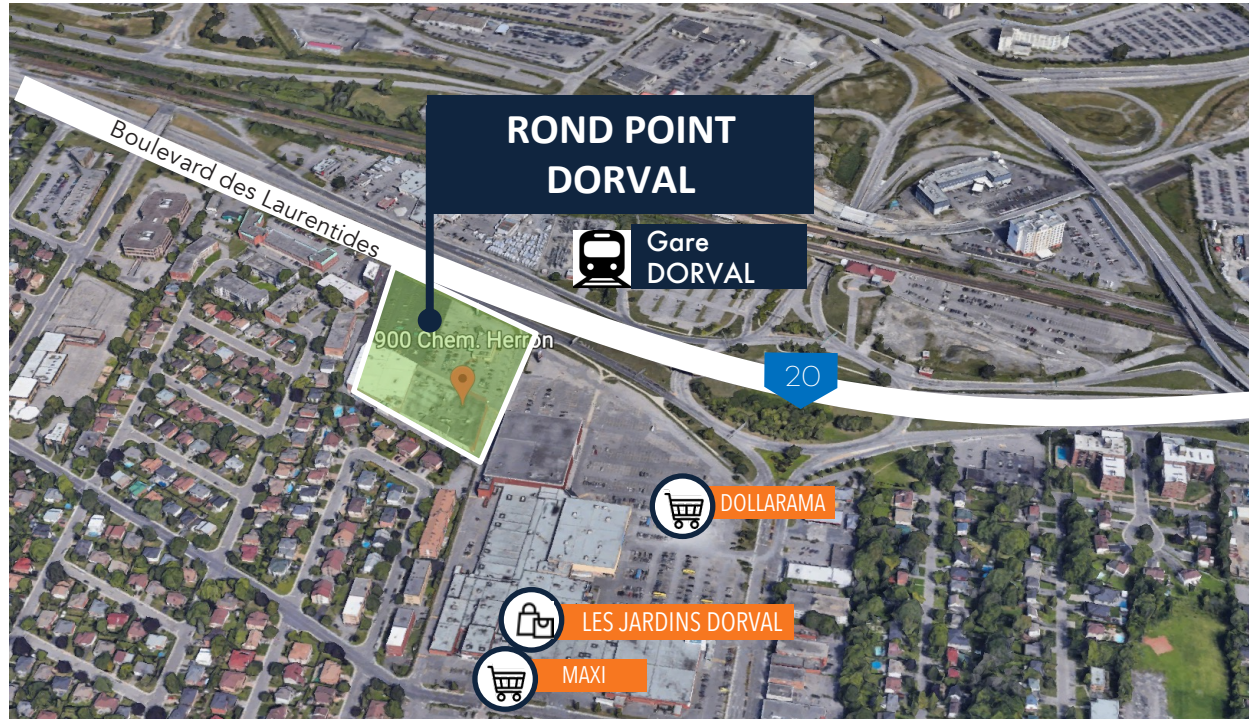 ROND POINT
DORVAL
Boulevard des Laurentides
Gare
DORVAL
900 Chem. Herron
20
DOLLARAMA
LES JARDINS DORVAL
MAXI